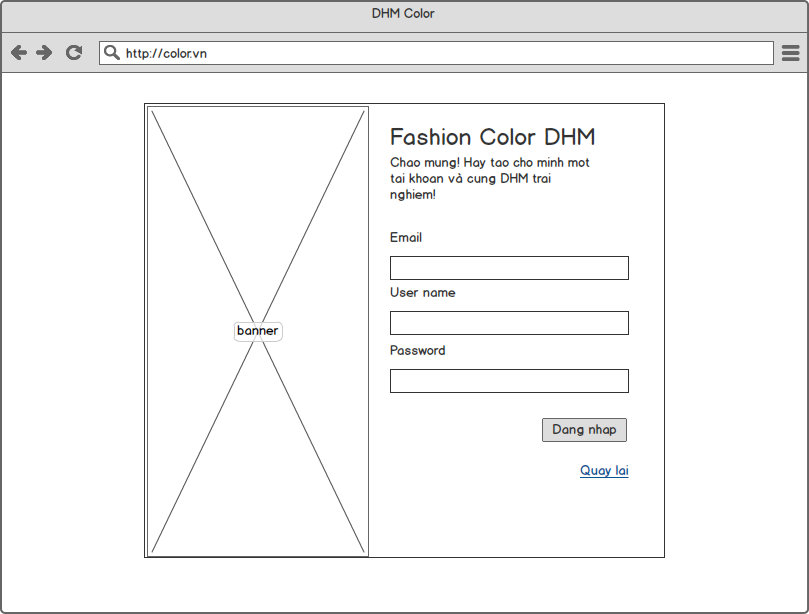 DHM Color
http://color.vn
Fashion Color DHM
Chao mung! Hay tao cho minh mot
tai khoan và cung DHM trai
nghiem!
Email
User name
banner
Password
Dang nhap
Quay lai